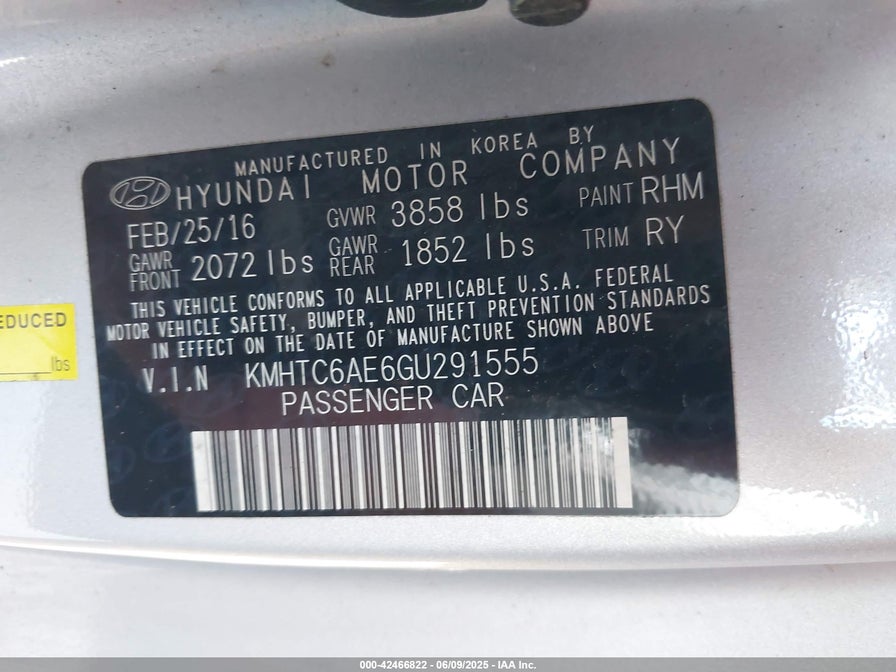 MANUFACTURED IN KOREA BY
HYUNDAI MOTOR COMPANY
FEB/25/16 GVWR 3858 lbs PAINT RHM
GAWR FRONT 2072 lbs GAWR REAR 1852 lbs TRIM RY
THIS VEHICLE CONFORMS TO ALL APPLICABLE U.S.A. FEDERAL
MOTOR VEHICLE SAFETY, BUMPER, AND THEFT PREVENTION STANDARDS
IN EFFECT ON THE DATE OF MANUFACTURE SHOWN ABOVE
V.I.N KMHTC6AE6GU291555
PASSENGER CAR
EDUCED
lbs
000-42466822 - 06/09/2025 - IAA Inc.